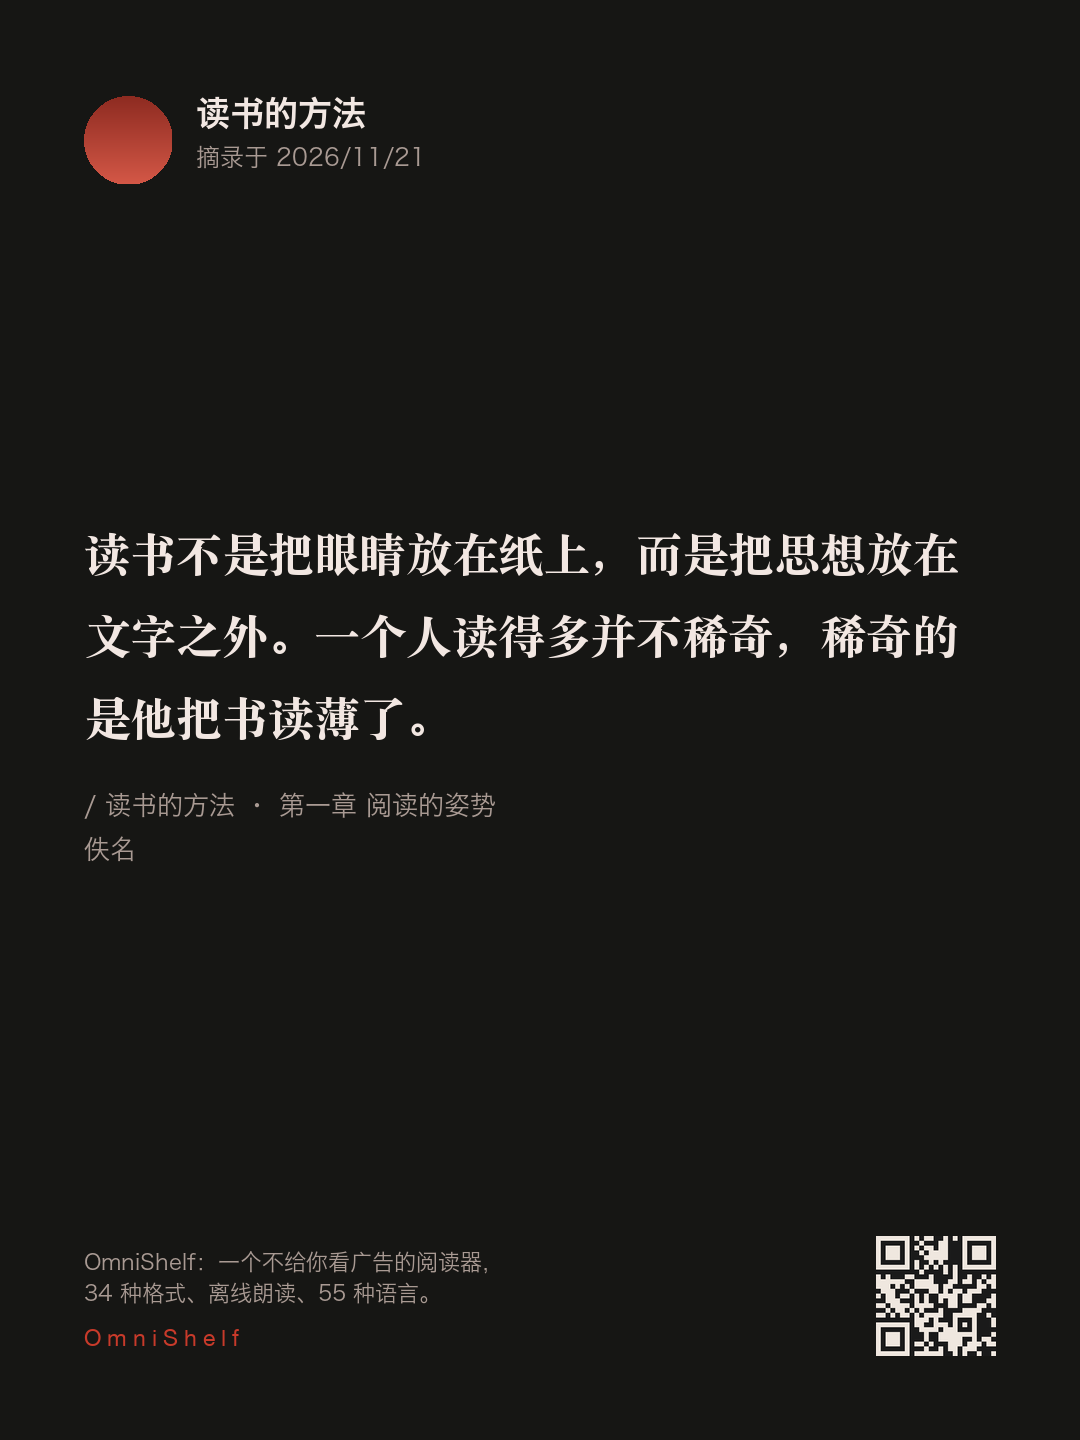 读书的方法
摘录于 2026/11/21
读书不是把眼睛放在纸上，而是把思想放在
文字之外。一个人读得多并不稀奇，稀奇的
是他把书读薄了。
/ 读书的方法 · 第一章 阅读的姿势
佚名
OmniShelf：一个不给你看广告的阅读器，
34 种格式、离线朗读、55 种语言。
OmniShelf